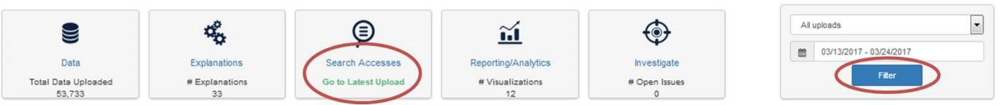 Data
Total Data Uploaded
53,733
Explanations
# Explanations
33
Search Accesses
Go to Latest Upload
Reporting/Analytics
# Visualizations
12
Investigate
# Open Issues
0
All uploads
03/13/2017 - 03/24/2017
Filter